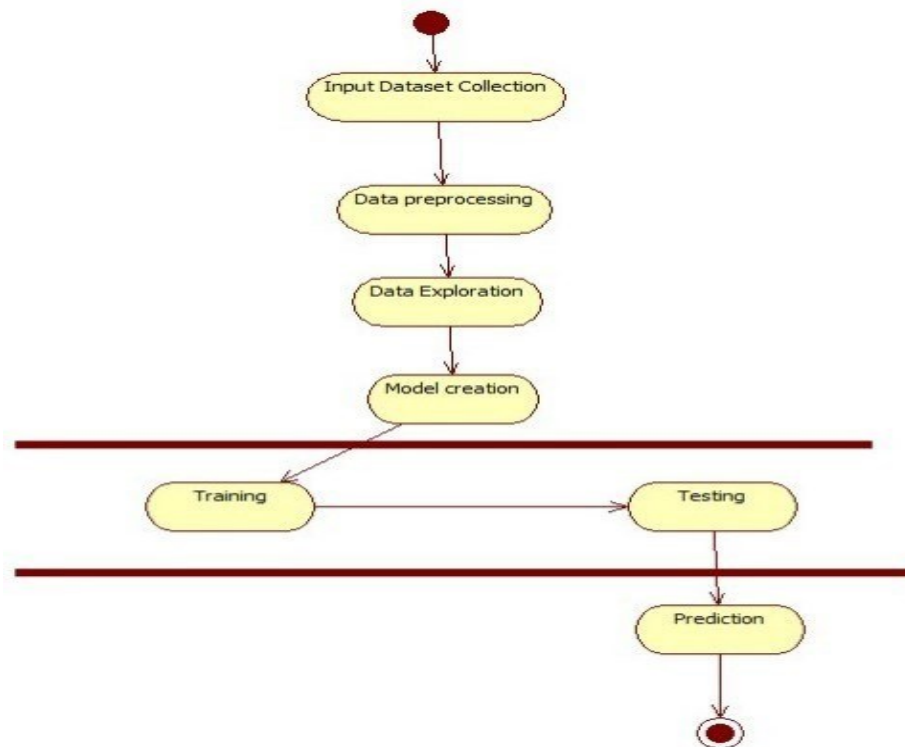 Input Dataset Collection
Data preprocessing
Data Exploration
Model creation
Training
Testing
Prediction